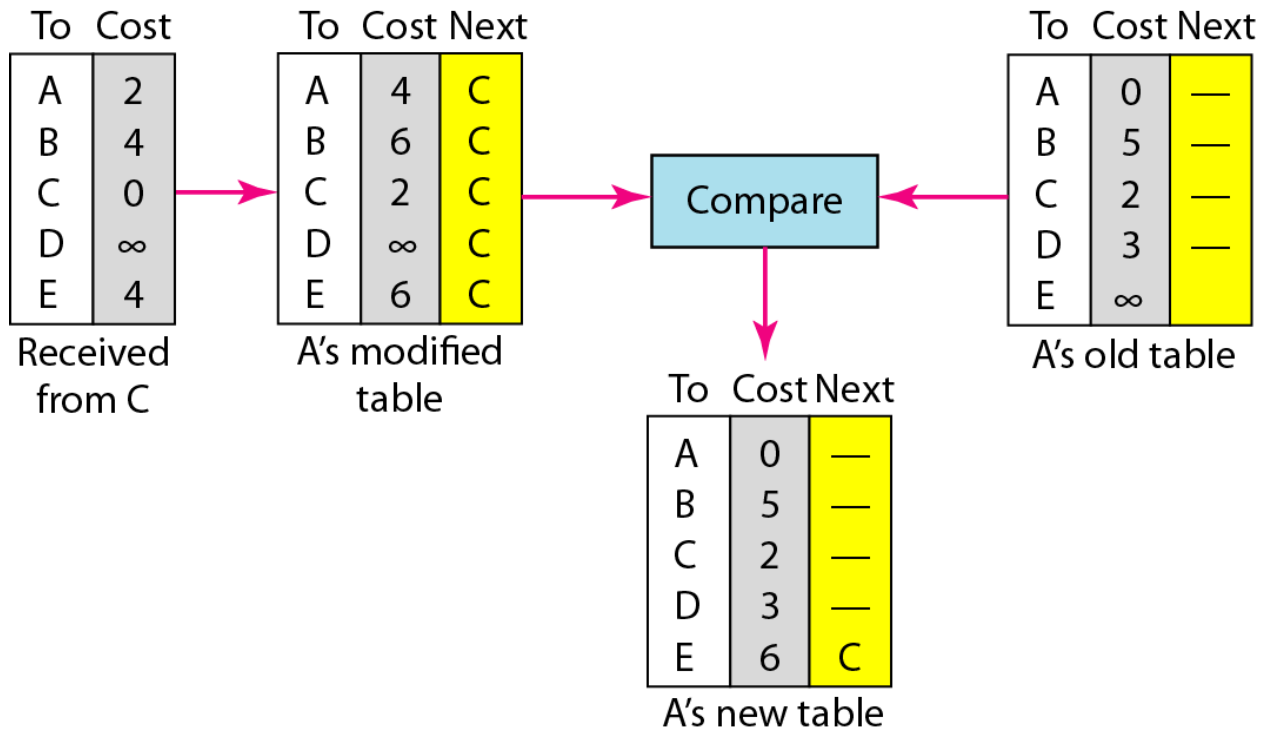 To Cost
A 2
B 4
C 0
D ∞
E 4
Received
from C
To Cost Next
A 4 C
B 6 C
C 2 C
D ∞ C
E 6 C
A's modified
table
Compare
To Cost Next
A 0 —
B 5 —
C 2 —
D 3 —
E ∞
A's old table
To Cost Next
A 0 —
B 5 —
C 2 —
D 3 —
E 6 C
A's new table